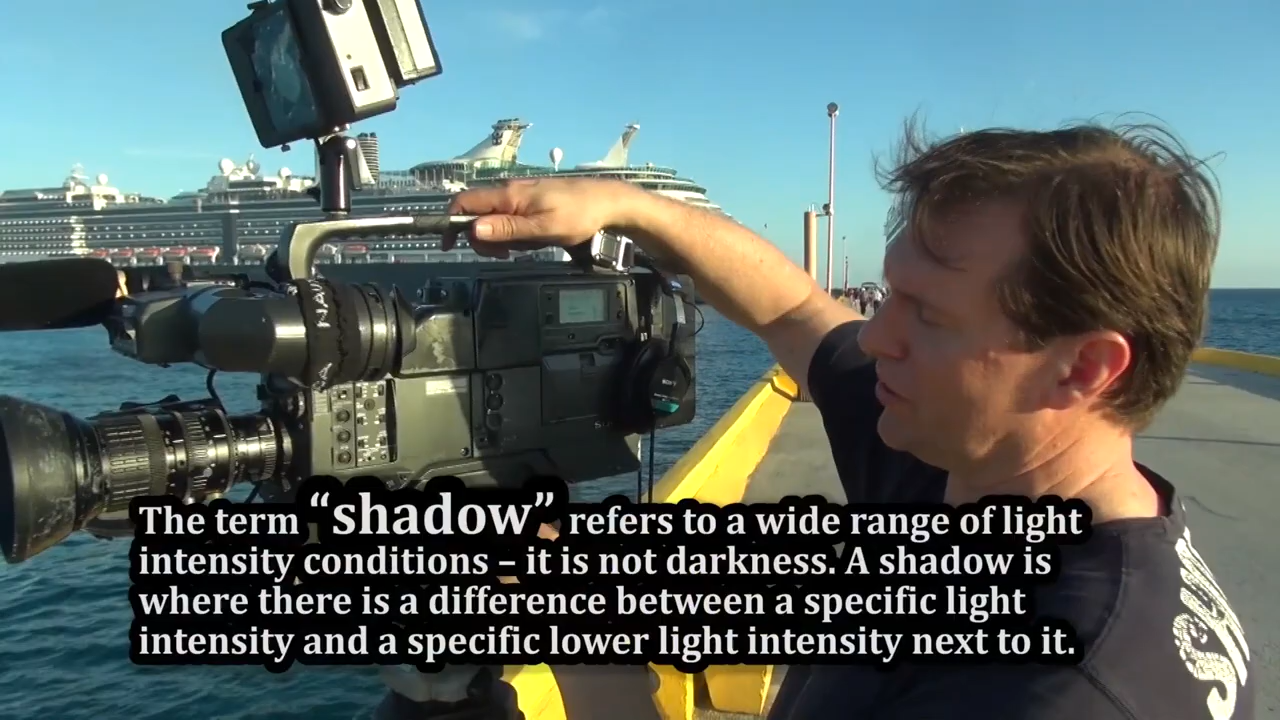 The term “shadow” refers to a wide range of light
intensity conditions – it is not darkness. A shadow is
where there is a difference between a specific light
intensity and a specific lower light intensity next to it.
SONY